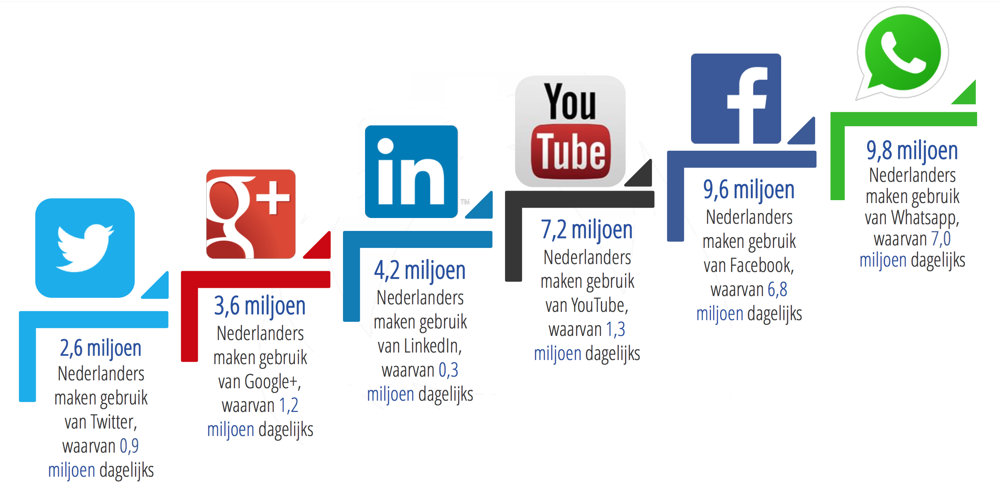 2,6 miljoen
Nederlanders
maken gebruik
van Twitter,
waarvan 0,9
miljoen dagelijks
g+
3,6 miljoen
Nederlanders
maken gebruik
van Google+,
waarvan 1,2
miljoen dagelijks
in
TM
4,2 miljoen
Nederlanders
maken gebruik
van LinkedIn,
waarvan 0,3
miljoen dagelijks
You
Tube
7,2 miljoen
Nederlanders
maken gebruik
van YouTube,
waarvan 1,3
miljoen dagelijks
f
9,6 miljoen
Nederlanders
maken gebruik
van Facebook,
waarvan 6,8
miljoen dagelijks
9,8 miljoen
Nederlanders
maken gebruik
van Whatsapp,
waarvan 7,0
miljoen dagelijks